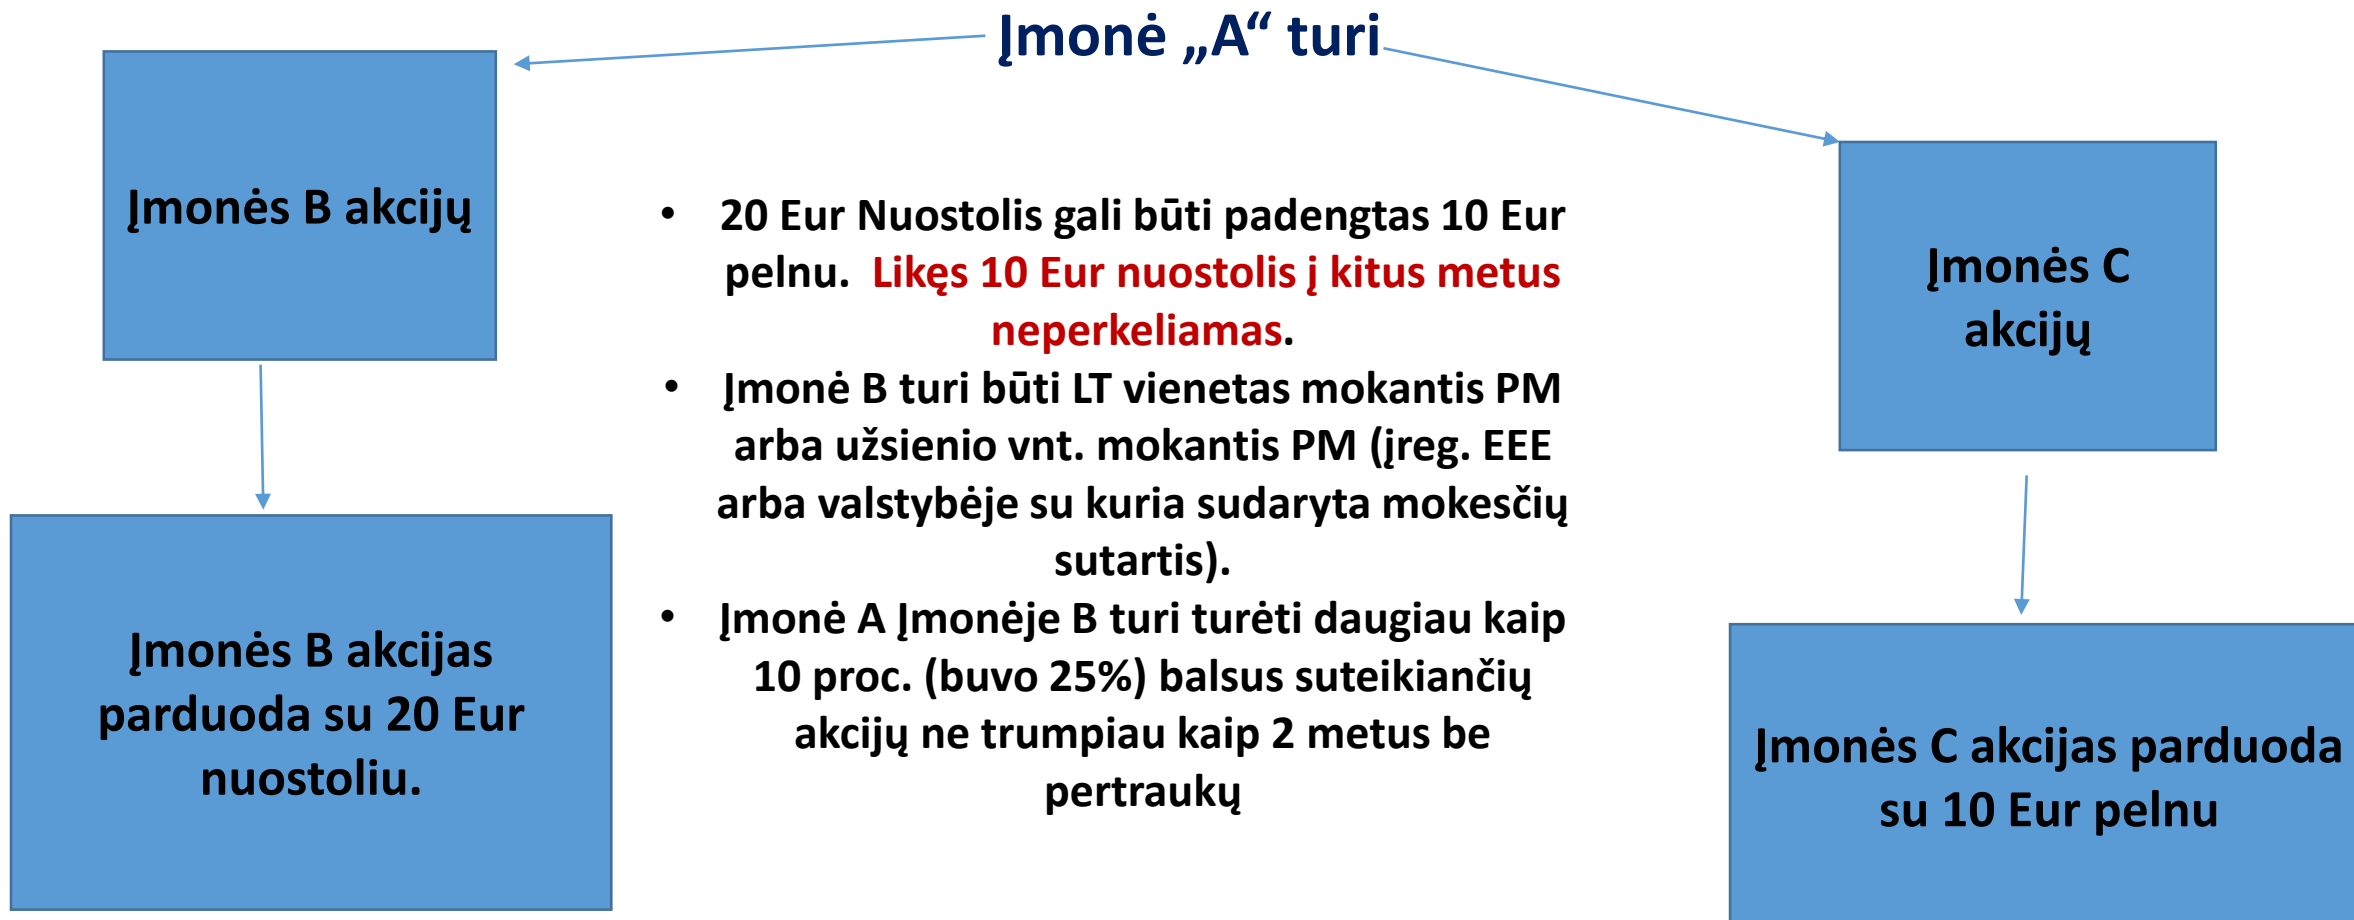 Įmonė „A“ turi
Įmonės B akcijų
Įmonės B akcijas
parduoda su 20 Eur
nuostoliu.
• 20 Eur Nuostolis gali būti padengtas 10 Eur
pelnu. Likęs 10 Eur nuostolis į kitus metus
neperkeliamas.
• Įmonė B turi būti LT vienetas mokantis PM
arba užsienio vnt. mokantis PM (įreg. EEE
arba valstybėje su kuria sudaryta mokesčių
sutartis).
• Įmonė A Įmonėje B turi turėti daugiau kaip
10 proc. (buvo 25%) balsus suteikiančių
akcijų ne trumpiau kaip 2 metus be
pertraukų
Įmonės C
akcijų
Įmonės C akcijas parduoda
su 10 Eur pelnu